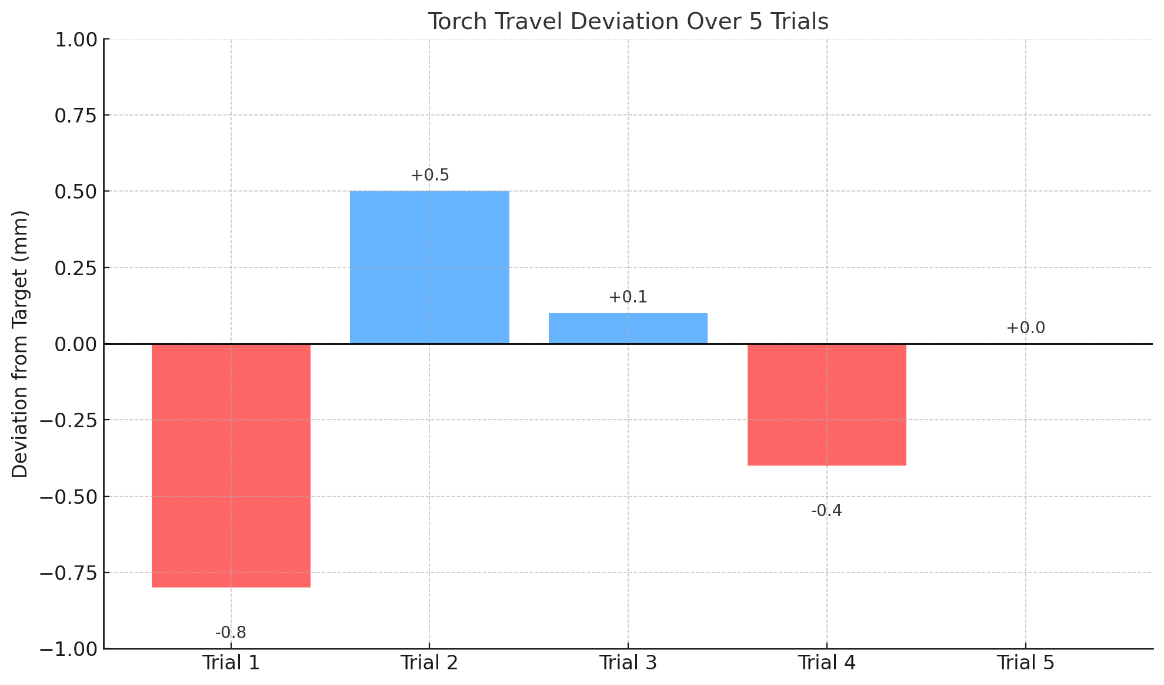 Torch Travel Deviation Over 5 Trials
Deviation from Target (mm)
1.00
0.75
0.50
0.25
0.00
−0.25
−0.50
−0.75
−1.00
-0.8
+0.5
+0.1
-0.4
+0.0
Trial 1
Trial 2
Trial 3
Trial 4
Trial 5